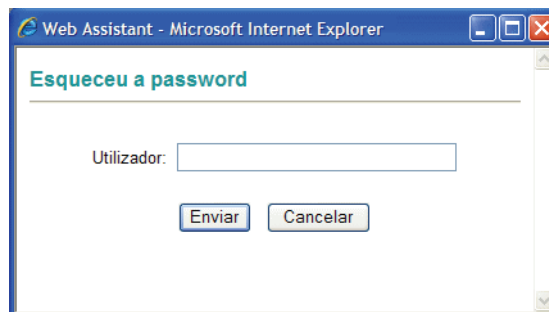 Web Assistant - Microsoft Internet Explorer
Esqueceu a password
Utilizador:
Enviar Cancelar